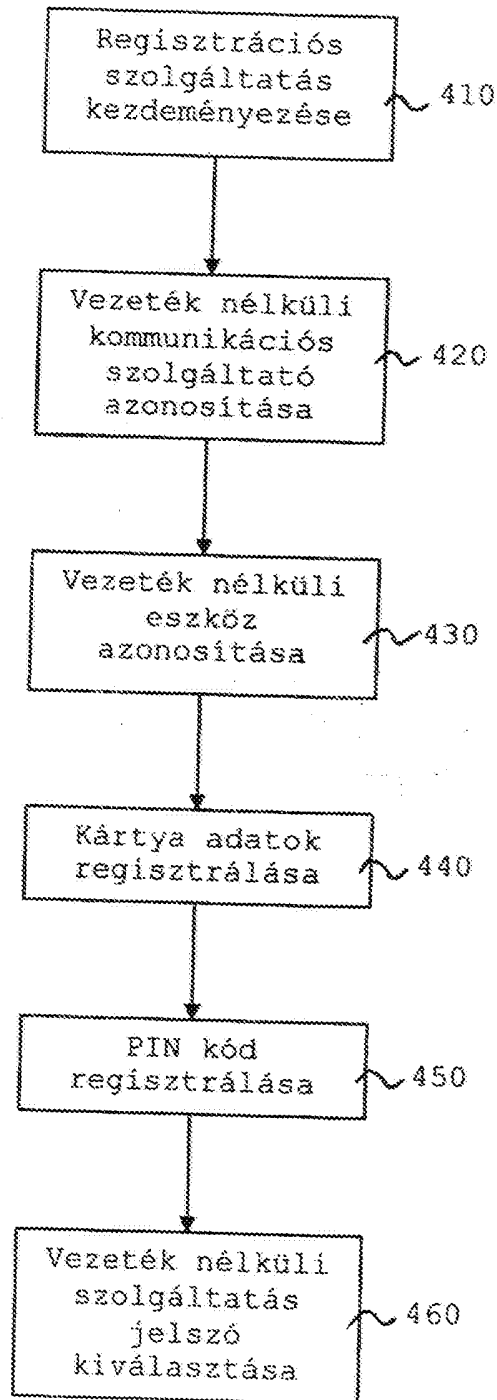 Regisztrációs
szolgáltatás
kezdeményezése
410
Vezeték nélküli
kommunikációs
szolgáltató
azonosítása
420
Vezeték nélküli
eszköz
azonosítása
430
Kártya adatok
regisztrálása
440
PIN kód
regisztrálása
450
Vezeték nélküli
szolgáltatás
jelszó
kiválasztása
460